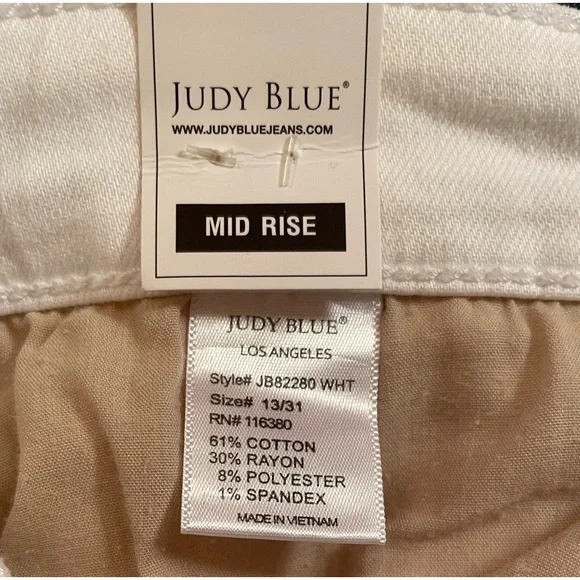 JUDY BLUE®
WWW.JUDYBLUEJEANS.COM
MID RISE
JUDY BLUE®
LOS ANGELES
Style# JB82280 WHT
Size# 13/31
RN# 116380
61% COTTON
30% RAYON
8% POLYESTER
1% SPANDEX
MADE IN VIETNAM